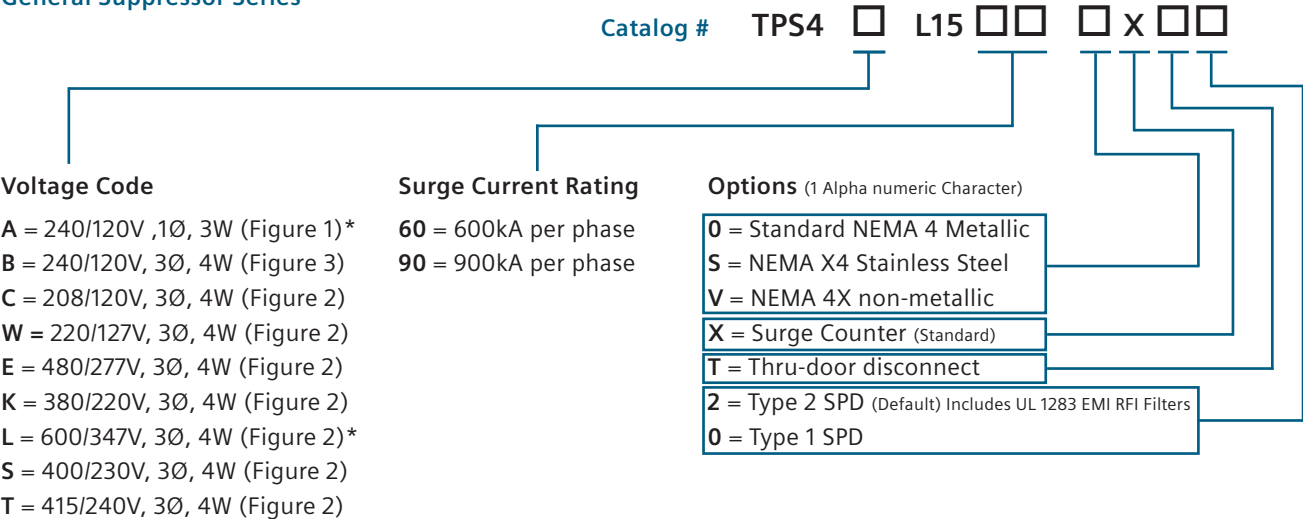 General Suppressor Series
Catalog # TPS4 □ L15 □□ □ X □□
Voltage Code
A = 240/120V ,1Ø, 3W (Figure 1)*
B = 240/120V, 3Ø, 4W (Figure 3)
C = 208/120V, 3Ø, 4W (Figure 2)
W = 220/127V, 3Ø, 4W (Figure 2)
E = 480/277V, 3Ø, 4W (Figure 2)
K = 380/220V, 3Ø, 4W (Figure 2)
L = 600/347V, 3Ø, 4W (Figure 2)*
S = 400/230V, 3Ø, 4W (Figure 2)
T = 415/240V, 3Ø, 4W (Figure 2)
Surge Current Rating
60 = 600kA per phase
90 = 900kA per phase
Options (1 Alpha numeric Character)
0 = Standard NEMA 4 Metallic
S = NEMA X4 Stainless Steel
V = NEMA 4X non-metallic
X = Surge Counter (Standard)
T = Thru-door disconnect
2 = Type 2 SPD (Default) Includes UL 1283 EMI RFI Filters
0 = Type 1 SPD